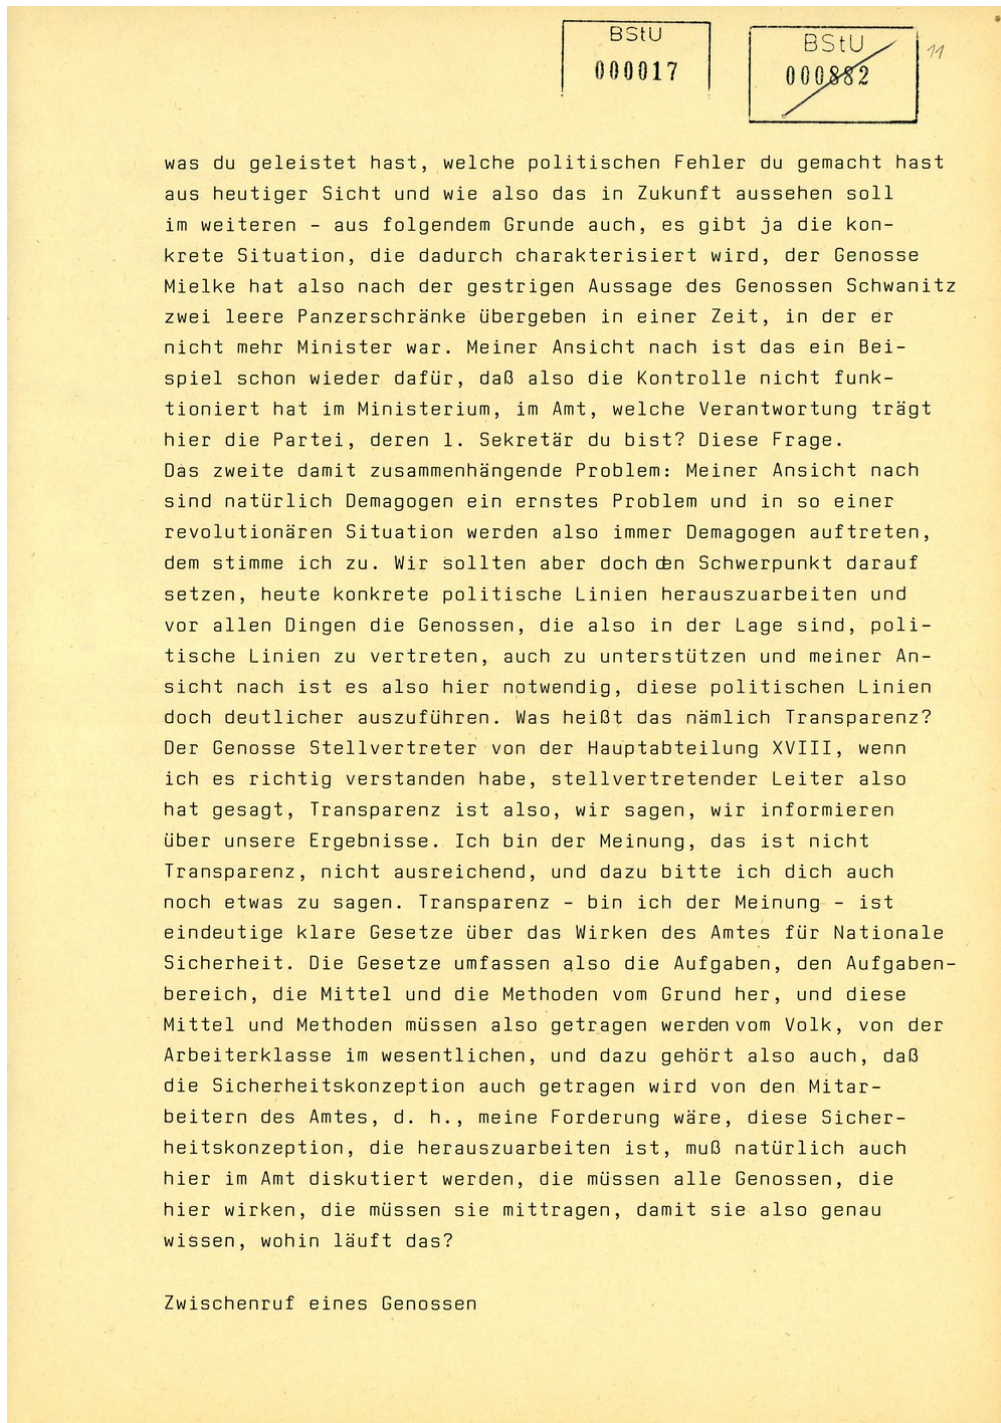 BStU
000017
BStU
000882
11
was du geleistet hast, welche politischen Fehler du gemacht hast
aus heutiger Sicht und wie also das in Zukunft aussehen soll
im weiteren - aus folgendem Grunde auch, es gibt ja die kon-
krete Situation, die dadurch charakterisiert wird, der Genosse
Mielke hat also nach der gestrigen Aussage des Genossen Schwanitz
zwei leere Panzerschränke übergeben in einer Zeit, in der er
nicht mehr Minister war. Meiner Ansicht nach ist das ein Bei-
spiel schon wieder dafür, daß also die Kontrolle nicht funk-
tioniert hat im Ministerium, im Amt, welche Verantwortung trägt
hier die Partei, deren 1. Sekretär du bist? Diese Frage.
Das zweite damit zusammenhängende Problem: Meiner Ansicht nach
sind natürlich Demagogen ein ernstes Problem und in so einer
revolutionären Situation werden also immer Demagogen auftreten,
dem stimme ich zu. Wir sollten aber doch den Schwerpunkt darauf
setzen, heute konkrete politische Linien herauszuarbeiten und
vor allen Dingen die Genossen, die also in der Lage sind, poli-
tische Linien zu vertreten, auch zu unterstützen und meiner An-
sicht nach ist es also hier notwendig, diese politischen Linien
doch deutlicher auszuführen. Was heißt das nämlich Transparenz?
Der Genosse Stellvertreter von der Hauptabteilung XVIII, wenn
ich es richtig verstanden habe, stellvertretender Leiter also
hat gesagt, Transparenz ist also, wir sagen, wir informieren
über unsere Ergebnisse. Ich bin der Meinung, das ist nicht
Transparenz, nicht ausreichend, und dazu bitte ich dich auch
noch etwas zu sagen. Transparenz - bin ich der Meinung - ist
eindeutige klare Gesetze über das Wirken des Amtes für Nationale
Sicherheit. Die Gesetze umfassen also die Aufgaben, den Aufgaben-
bereich, die Mittel und die Methoden vom Grund her, und diese
Mittel und Methoden müssen also getragen werden vom Volk, von der
Arbeiterklasse im wesentlichen, und dazu gehört also auch, daß
die Sicherheitskonzeption auch getragen wird von den Mitar-
beitern des Amtes, d. h., meine Forderung wäre, diese Sicher-
heitskonzeption, die herauszuarbeiten ist, muß natürlich auch
hier im Amt diskutiert werden, die müssen alle Genossen, die
hier wirken, die müssen sie mittragen, damit sie also genau
wissen, wohin läuft das?
Zwischenruf eines Genossen